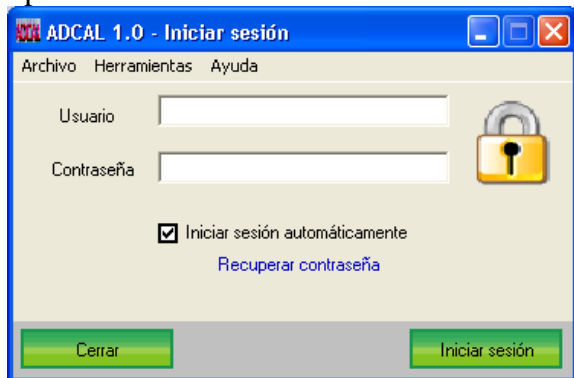 ADCAL 1.0 - Iniciar sesión
Archivo Herramientas Ayuda
Usuario
Contraseña
Iniciar sesión automáticamente
Recuperar contraseña
Cerrar Iniciar sesión